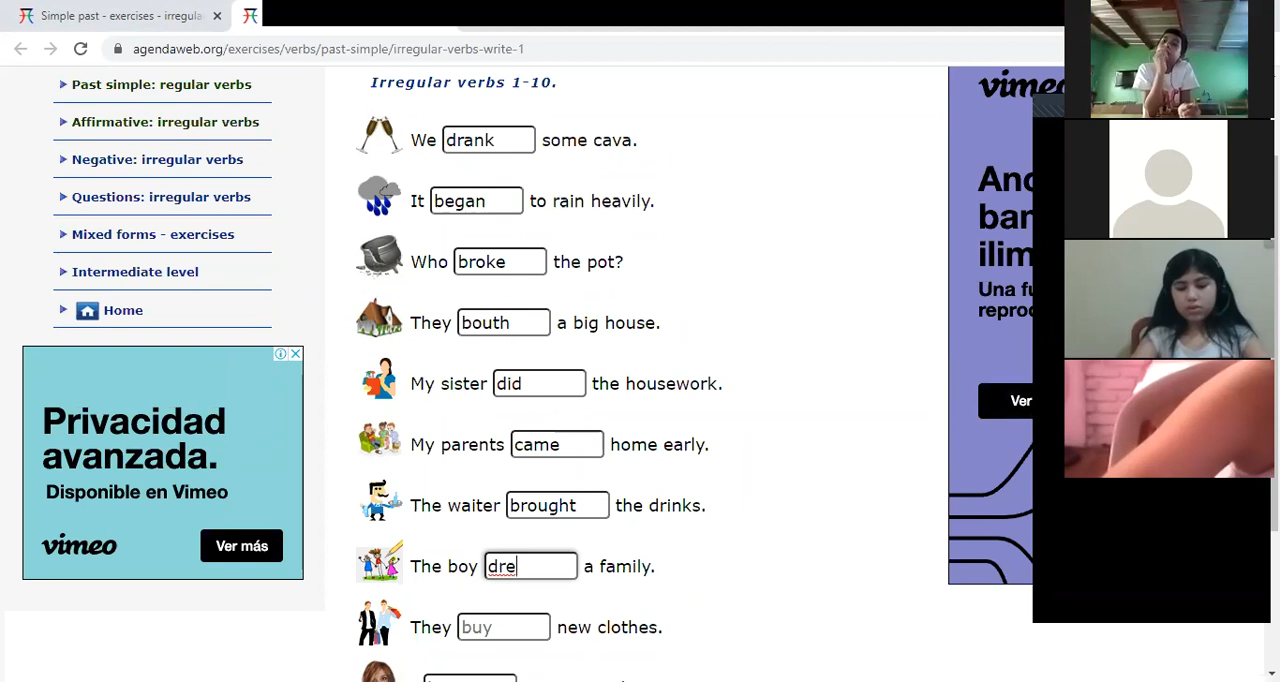 Simple past - exercises - irregula
agendaweb.org/exercises/verbs/past-simple/irregular-verbs-write-1
Past simple: regular verbs
Affirmative: irregular verbs
Negative: irregular verbs
Questions: irregular verbs
Mixed forms - exercises
Intermediate level
Home
Privacidad
avanzada.
Disponible en Vimeo
vimeo
Ver más
Irregular verbs 1-10.
We drank some cava.
It began to rain heavily.
Who broke the pot?
They bouth a big house.
My sister did the housework.
My parents came home early.
The waiter brought the drinks.
The boy dre a family.
They buy new clothes.
vimeo
Anc
ban
ilim
Una fu
reproc
Ver